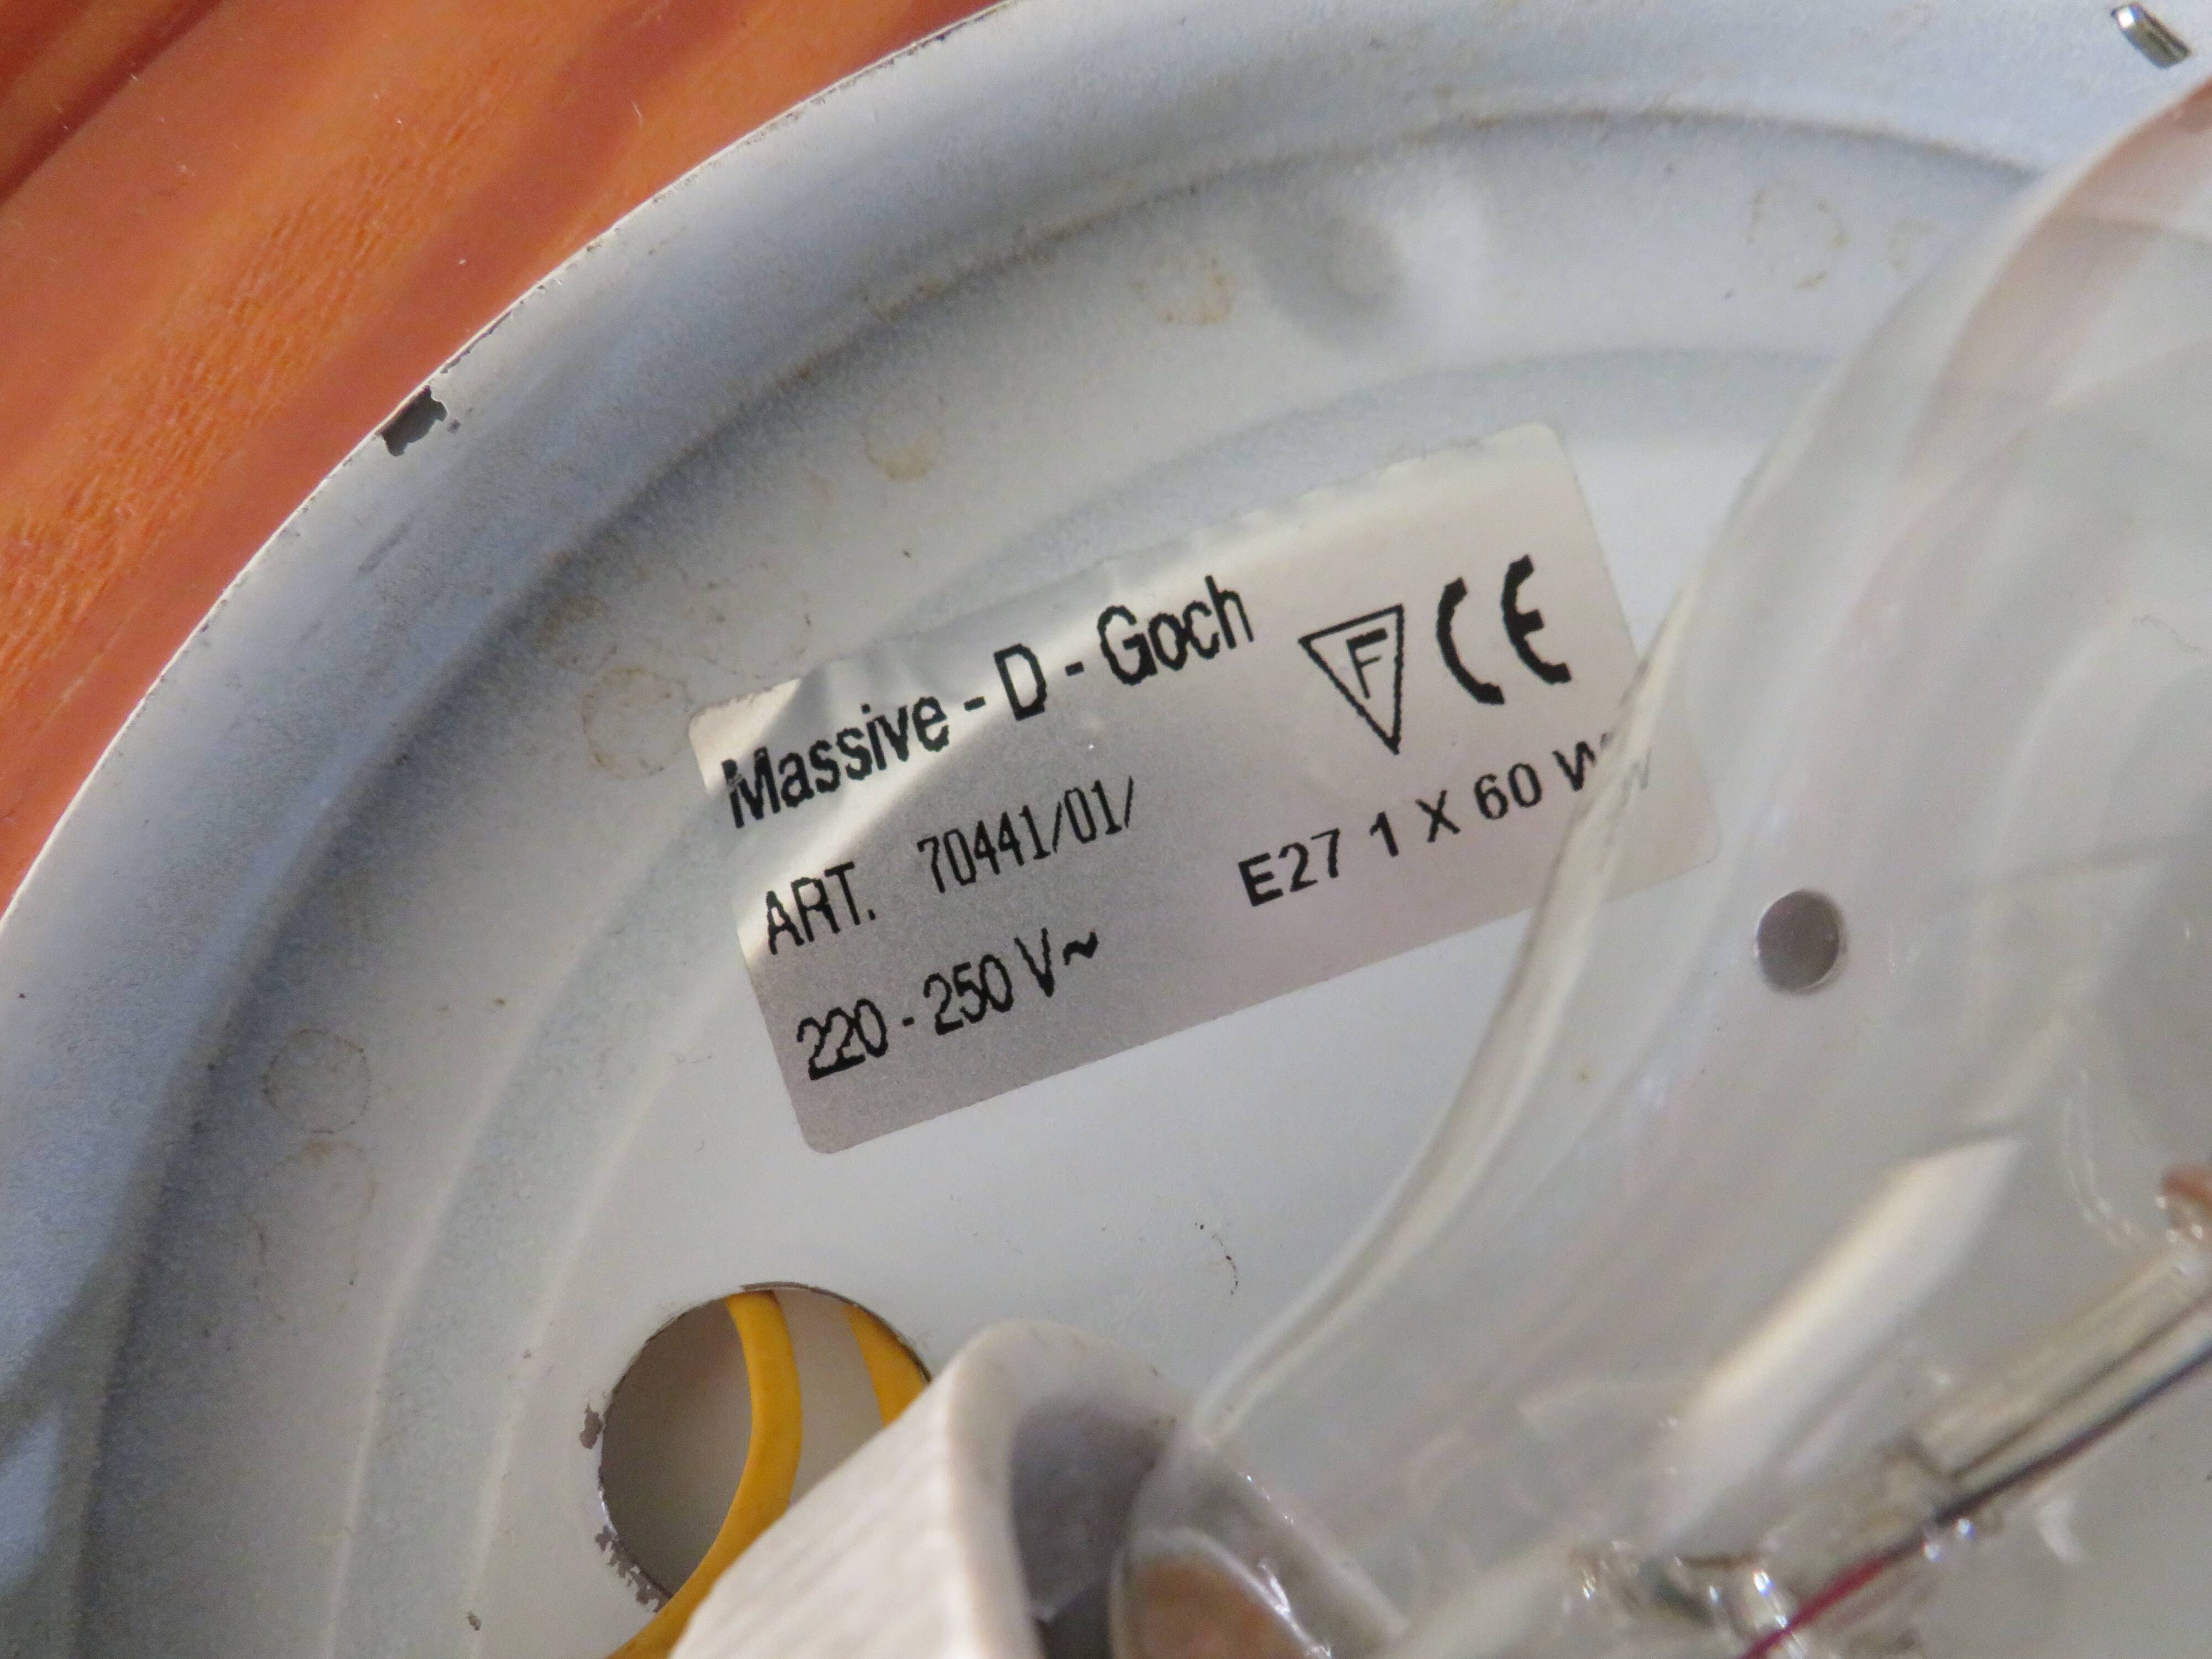 Massive - D - Goch F CE
ART. 70441/01/ E27 1 X 60 W
220 - 250 V~